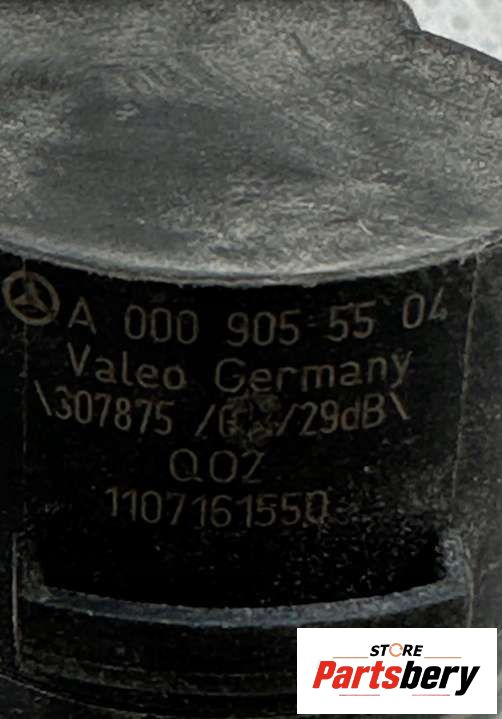 A 000 905 55 04
Valeo Germany
\307875 /29dB\
Q02
1107161550
STORE
Partsbery